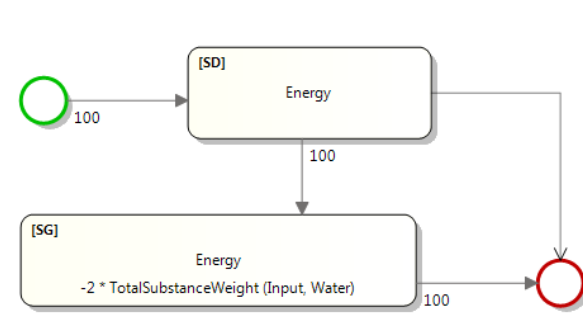 [SD]
Energy
100
100
[SG]
Energy
-2 * TotalSubstanceWeight (Input, Water)
100